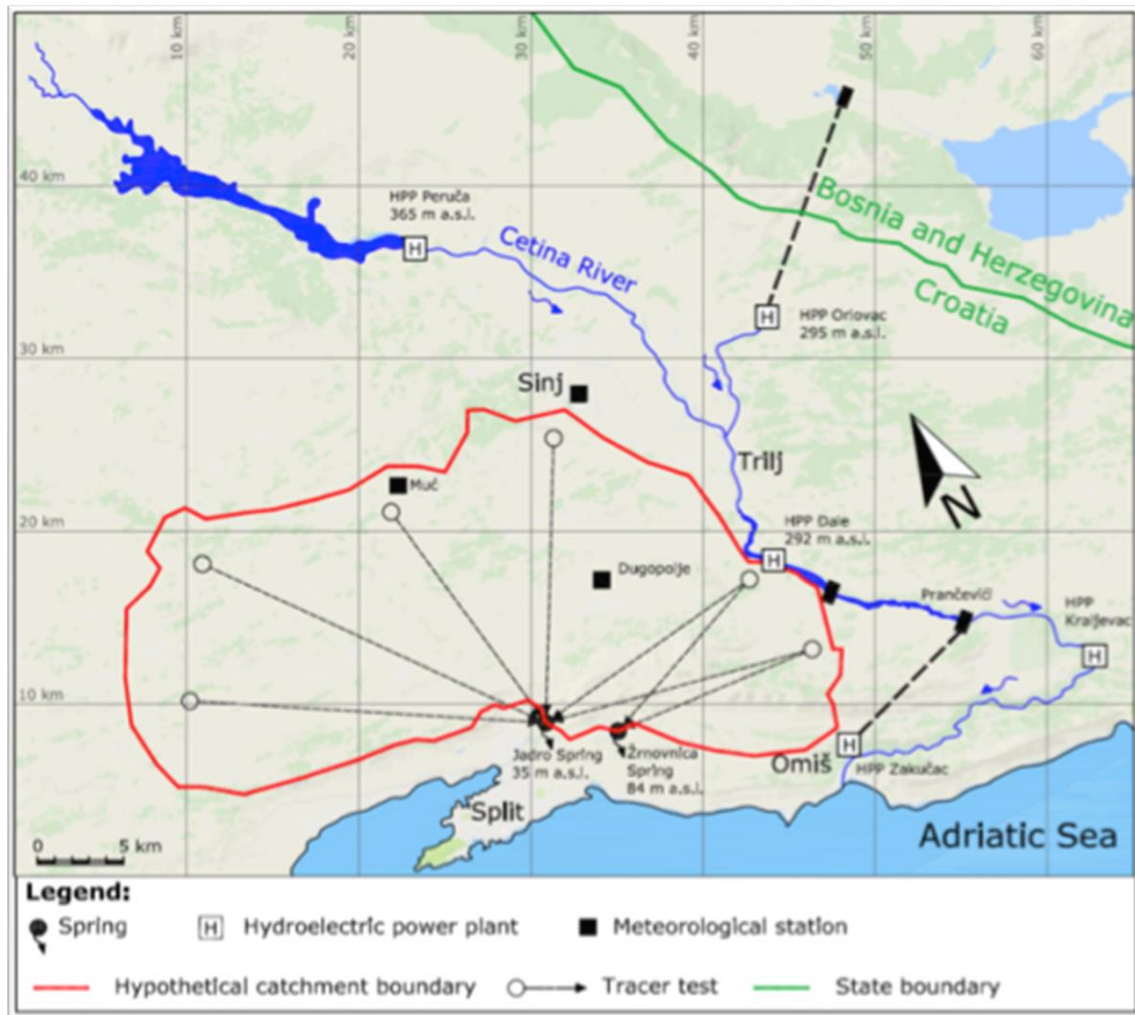 10 km
20 km
30 km
40 km
50 km
60 km
40 km
30 km
20 km
10 km
HPP Peruča
365 m a.s.l.
Cetina River
Bosnia and Herzegovina
Croatia
HPP Orlovac
295 m a.s.l.
Sinj
Trilj
Muć
N
HPP Đale
292 m a.s.l.
Dugopolje
Prančevići
HPP
Kraljevac
Jadro Spring
35 m a.s.l.
Žrnovnica
Spring
84 m a.s.l.
Omiš
HPP Zakučac
Split
Adriatic Sea
0 5 km
Legend:
Spring
H Hydroelectric power plant
Meteorological station
Hypothetical catchment boundary
Tracer test
State boundary